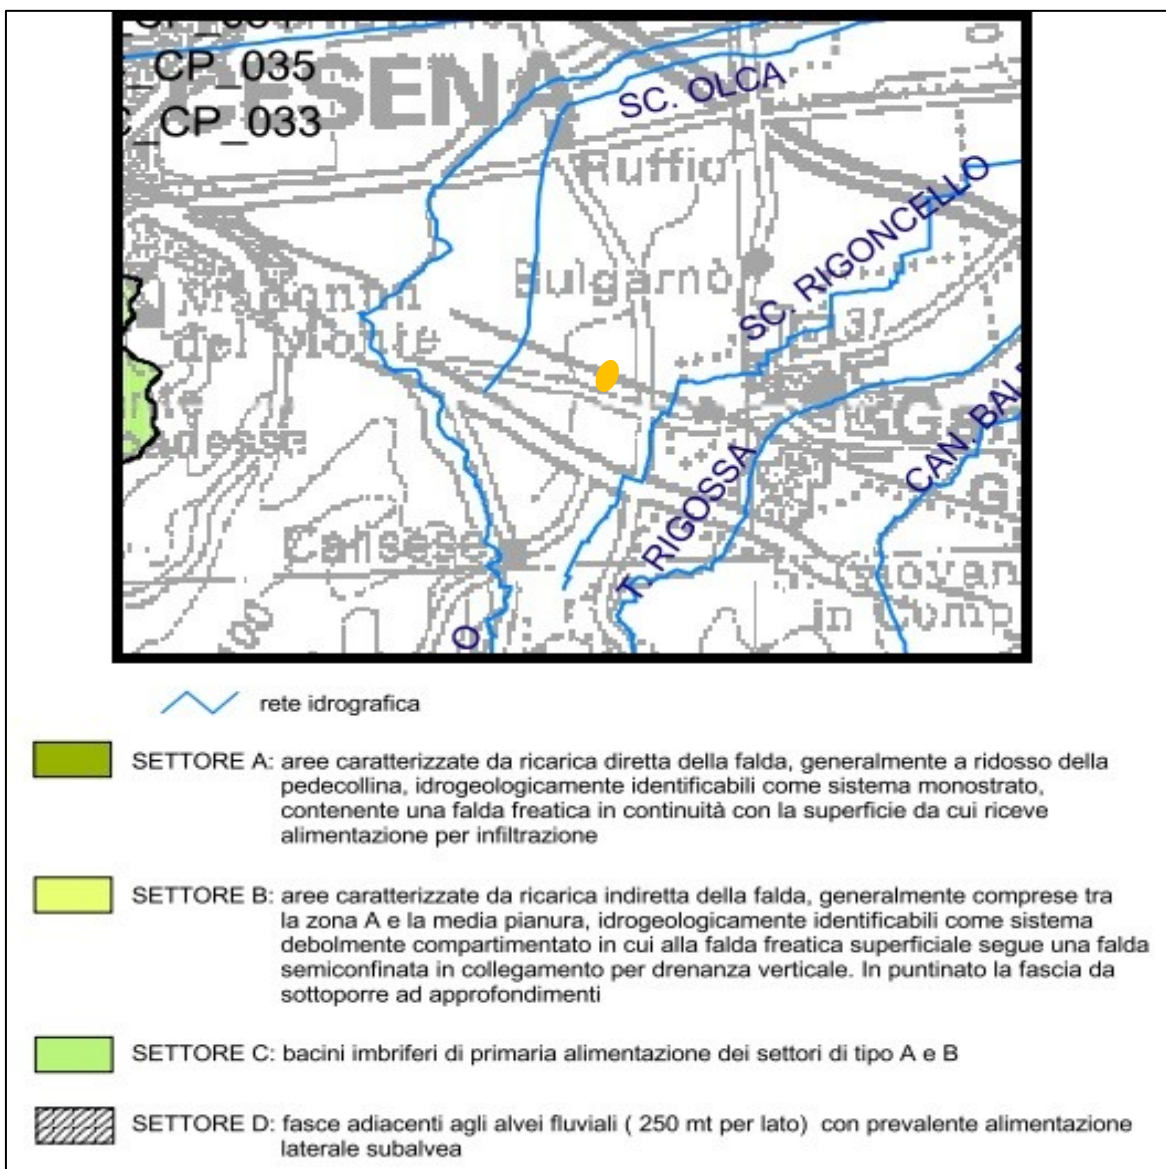 _CP_035
_CP_033
CESENA
SC. OLCA
Ruffio
SC. RIGONCELLO
Bulgarnò
del Monte
T. RIGOSSA
Calisese
O
rete idrografica
SETTORE A: aree caratterizzate da ricarica diretta della falda, generalmente a ridosso della
pedecollina, idrogeologicamente identificabili come sistema monostrato,
contenente una falda freatica in continuità con la superficie da cui riceve
alimentazione per infiltrazione
SETTORE B: aree caratterizzate da ricarica indiretta della falda, generalmente comprese tra
la zona A e la media pianura, idrogeologicamente identificabili come sistema
debolmente compartimentato in cui alla falda freatica superficiale segue una falda
semiconfinata in collegamento per drenanza verticale. In puntinato la fascia da
sottoporre ad approfondimenti
SETTORE C: bacini imbriferi di primaria alimentazione dei settori di tipo A e B
SETTORE D: fasce adiacenti agli alvei fluviali ( 250 mt per lato) con prevalente alimentazione
laterale subalvea